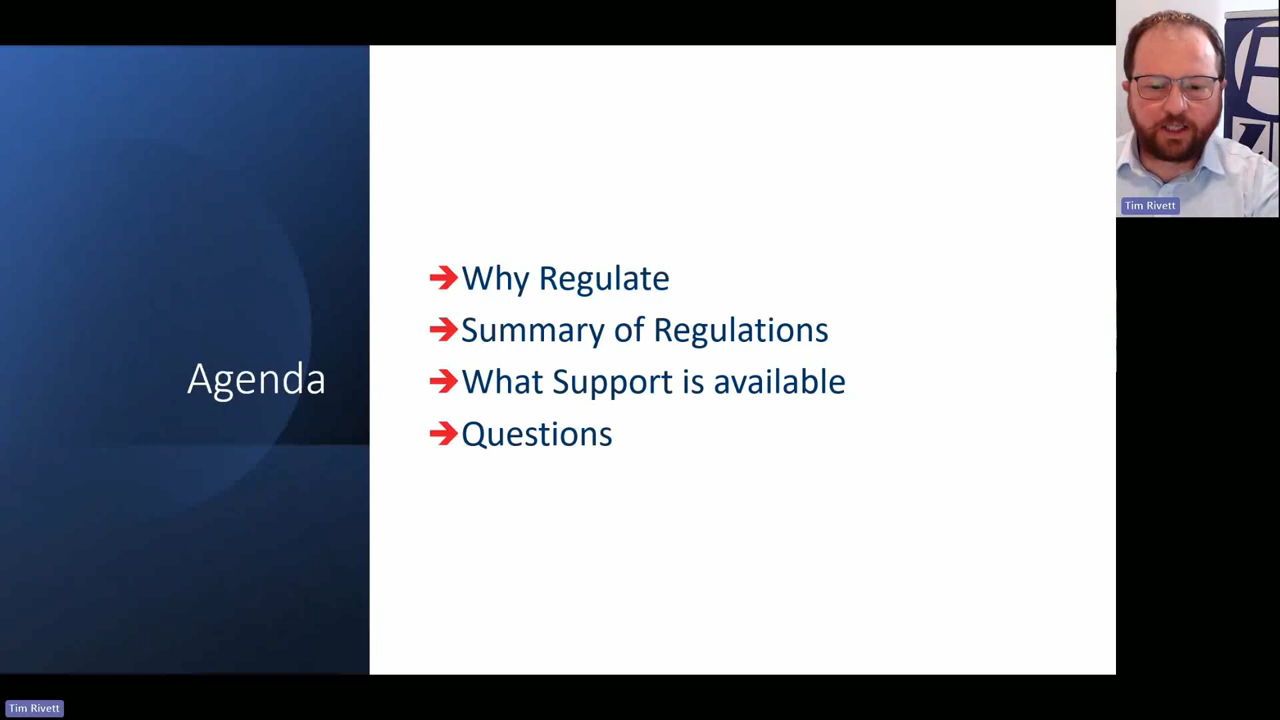 Agenda
Why Regulate
Summary of Regulations
What Support is available
Questions
Tim Rivett
Tim Rivett